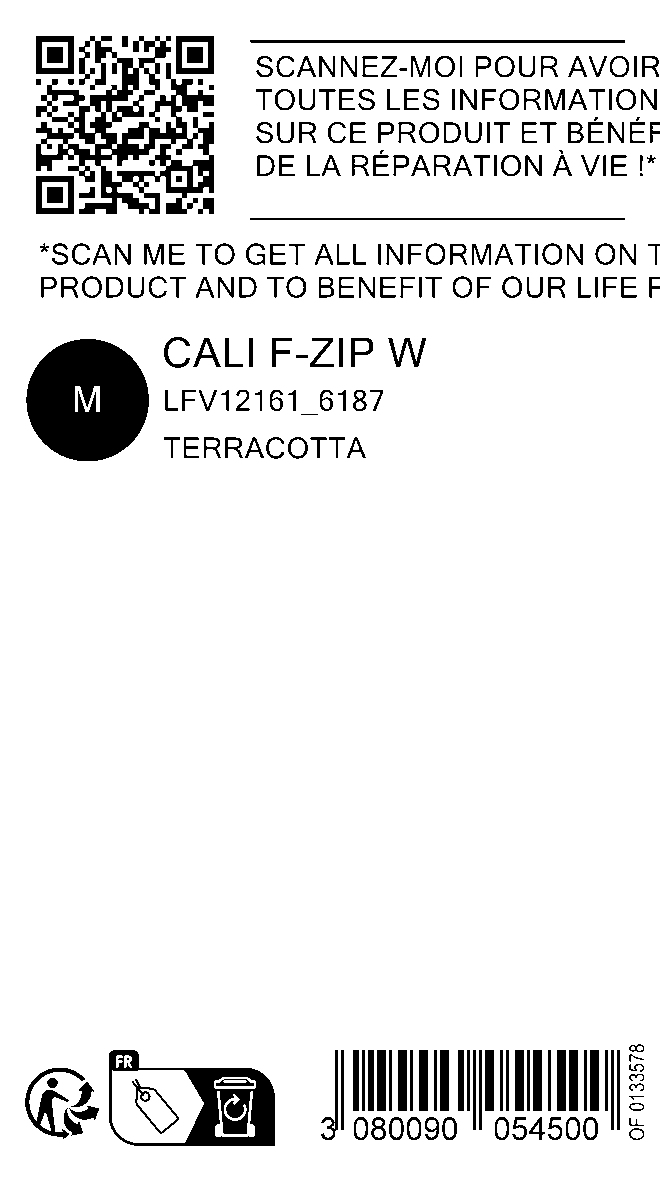 SCANNEZ-MOI POUR AVOIR
TOUTES LES INFORMATION
SUR CE PRODUIT ET BÉNÉF
DE LA RÉPARATION À VIE !*
*SCAN ME TO GET ALL INFORMATION ON T
PRODUCT AND TO BENEFIT OF OUR LIFE R
CALI F-ZIP W
M
LFV12161_6187
TERRACOTTA
FR
3 080090 054500
OF 0133578